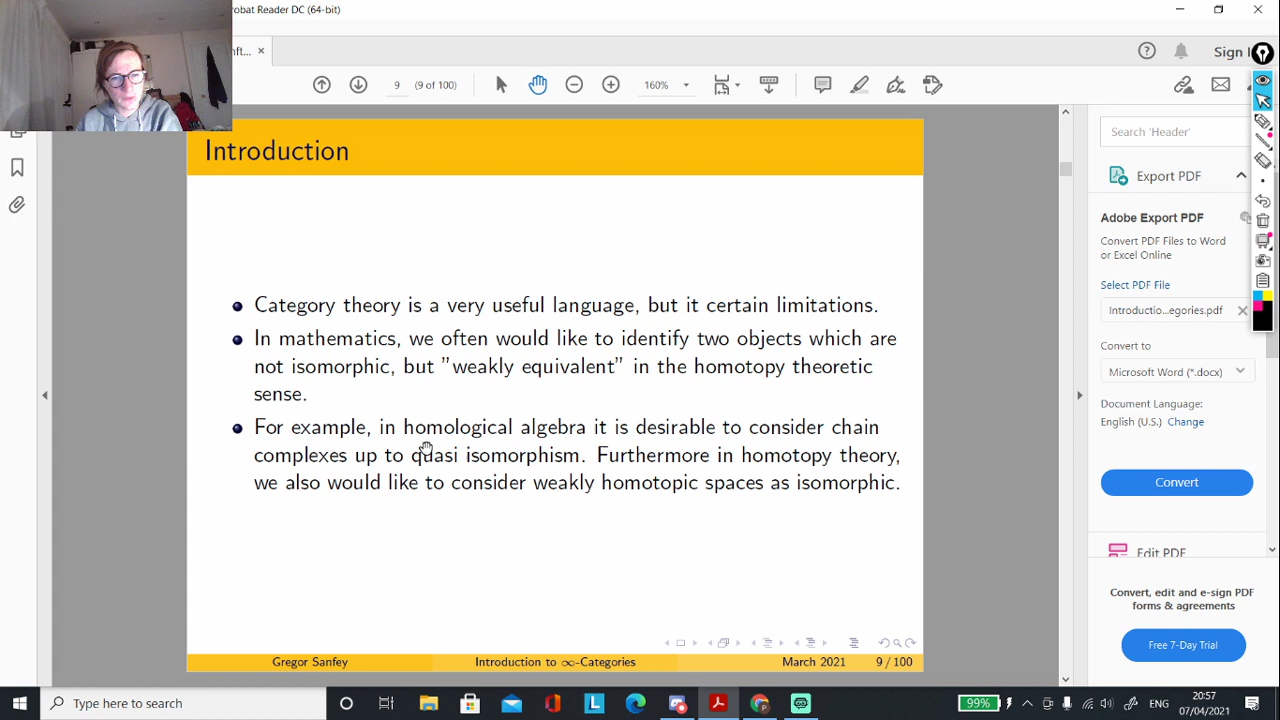 crobat Reader DC (64-bit)
nft...
9 (9 of 100)
160%
Sign I
Introduction
Category theory is a very useful language, but it certain limitations.
In mathematics, we often would like to identify two objects which are
not isomorphic, but "weakly equivalent" in the homotopy theoretic
sense.
For example, in homological algebra it is desirable to consider chain
complexes up to quasi isomorphism. Furthermore in homotopy theory,
we also would like to consider weakly homotopic spaces as isomorphic.
Gregor Sanfey Introduction to ∞-Categories March 2021 9 / 100
Search 'Header'
Export PDF
Adobe Export PDF
Convert PDF Files to Word
or Excel Online
Select PDF File
Introductio...egories.pdf
Convert to
Microsoft Word (*.docx)
Document Language:
English (U.S.) Change
Convert
Edit PDF
Convert, edit and e-sign PDF
forms & agreements
Free 7-Day Trial
Type here to search
99%
ENG
20:57
07/04/2021